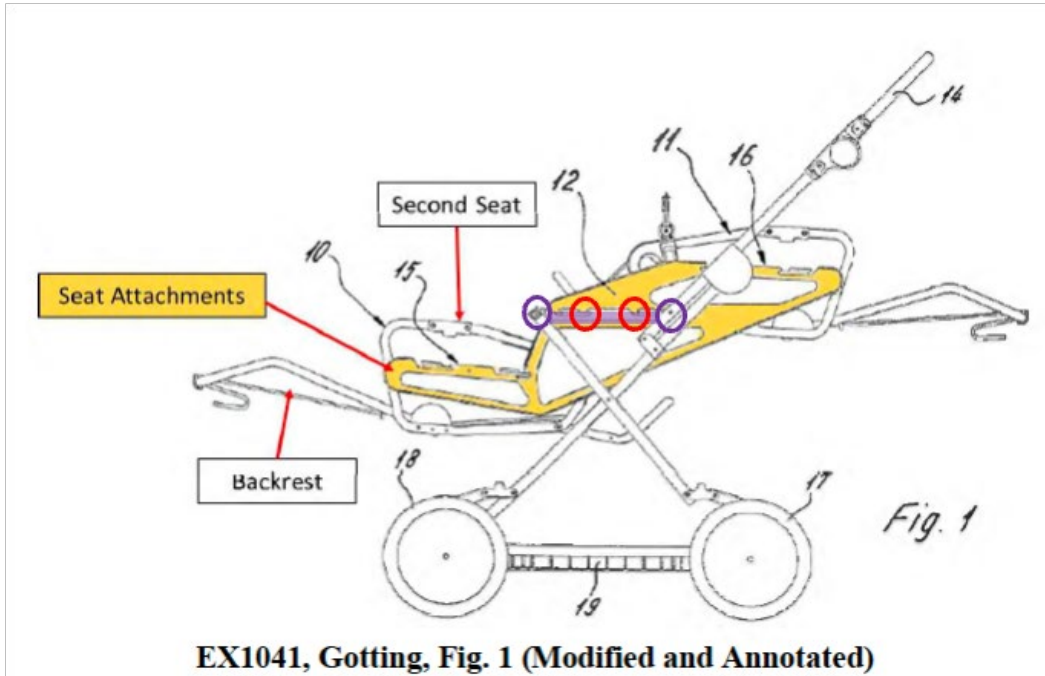 14
11
16
12
Second Seat
10
15
Seat Attachments
Backrest
18
17
Fig. 1
19
EX1041, Gotting, Fig. 1 (Modified and Annotated)